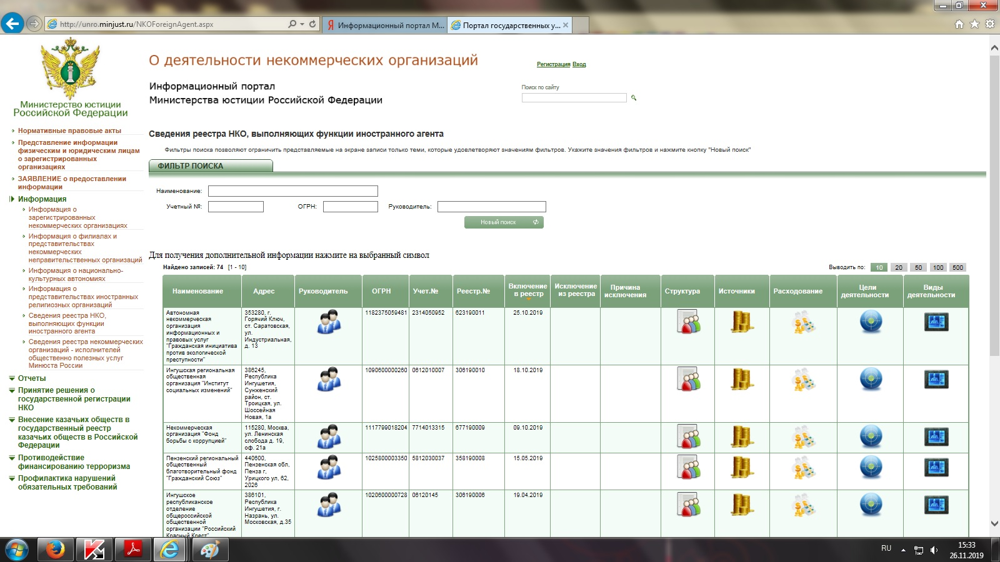 http://unro.minjust.ru/NKOForeignAgent.aspx
Информационный портал М...
Портал государственных у...
Министерство юстиции
Российской Федерации
О деятельности некоммерческих организаций
Регистрация Вход
Информационный портал
Министерства юстиции Российской Федерации
Поиск по сайту
Нормативные правовые акты
Представление информации
физическим и юридическим лицам
о зарегистрированных
организациях
ЗАЯВЛЕНИЕ о предоставлении
информации
Информация
Информация о
зарегистрированных
некоммерческих организациях
Информация о филиалах и
представительствах
некоммерческих
неправительственных организаций
Информация о национально-
культурных автономиях
Информация о
представительствах иностранных
религиозных организаций
Сведения реестра НКО,
выполняющих функции
иностранного агента
Сведения реестра некоммерческих
организаций - исполнителей
общественно полезных услуг
Минюста России
Отчеты
Принятие решения о
государственной регистрации
НКО
Внесение казачьих обществ в
государственный реестр
казачьих обществ в Российской
Федерации
Противодействие
финансированию терроризма
Профилактика нарушений
обязательных требований
Сведения реестра НКО, выполняющих функции иностранного агента
Фильтры поиска позволяют ограничить представляемые на экране записи только теми, которые удовлетворяют значениям фильтров. Укажите значения фильтров и нажмите кнопку "Новый поиск"
ФИЛЬТР ПОИСКА
Наименование:
Учетный №: ОГРН: Руководитель:
Новый поиск
Для получения дополнительной информации нажмите на выбранный символ
Найдено записей: 74 [1 - 10]
Выводить по: 10 20 50 100 500
Наименование Адрес Руководитель ОГРН Учет.№ Реестр.№ Включение в реестр Исключение из реестра Причина исключения Структура Источники Расходование Цели деятельности Виды деятельности
Автономная
некоммерческая
организация
информационных и
правовых услуг
"Гражданская инициатива
против экологической
преступности"
353280, г.
Горячий Ключ,
ст. Саратовская,
ул.
Индустриальная,
д. 13
1182375059481 2314050952 623190011 25.10.2019
Ингушская региональная
общественная
организация "Институт
социальных изменений"
386245,
Республика
Ингушетия,
Сунженский
район, ст.
Троицкая, ул.
Шоссейная
Новая, 1а
1090600000260 0612010007 306190010 18.10.2019
Некоммерческая
организация "Фонд
борьбы с коррупцией"
115280, Москва,
ул. Ленинская
слобода д. 19,
оф. 21а
1117799018204 7714013315 677190009 09.10.2019
Пензенский региональный
общественный
благотворительный фонд
"Гражданский Союз"
440600,
Пензенская обл,
Пенза г,
Урицкого ул, 62,
2026
1025800003350 5812030037 358190008 15.05.2019
Ингушское
республиканское
отделение
общероссийской
общественной
организации "Российский
Красный Крест"
386101,
Республика
Ингушетия, г.
Назрань, ул.
Московская, д.35
1020600000728 06120145 306190006 19.04.2019
RU
15:33
26.11.2019